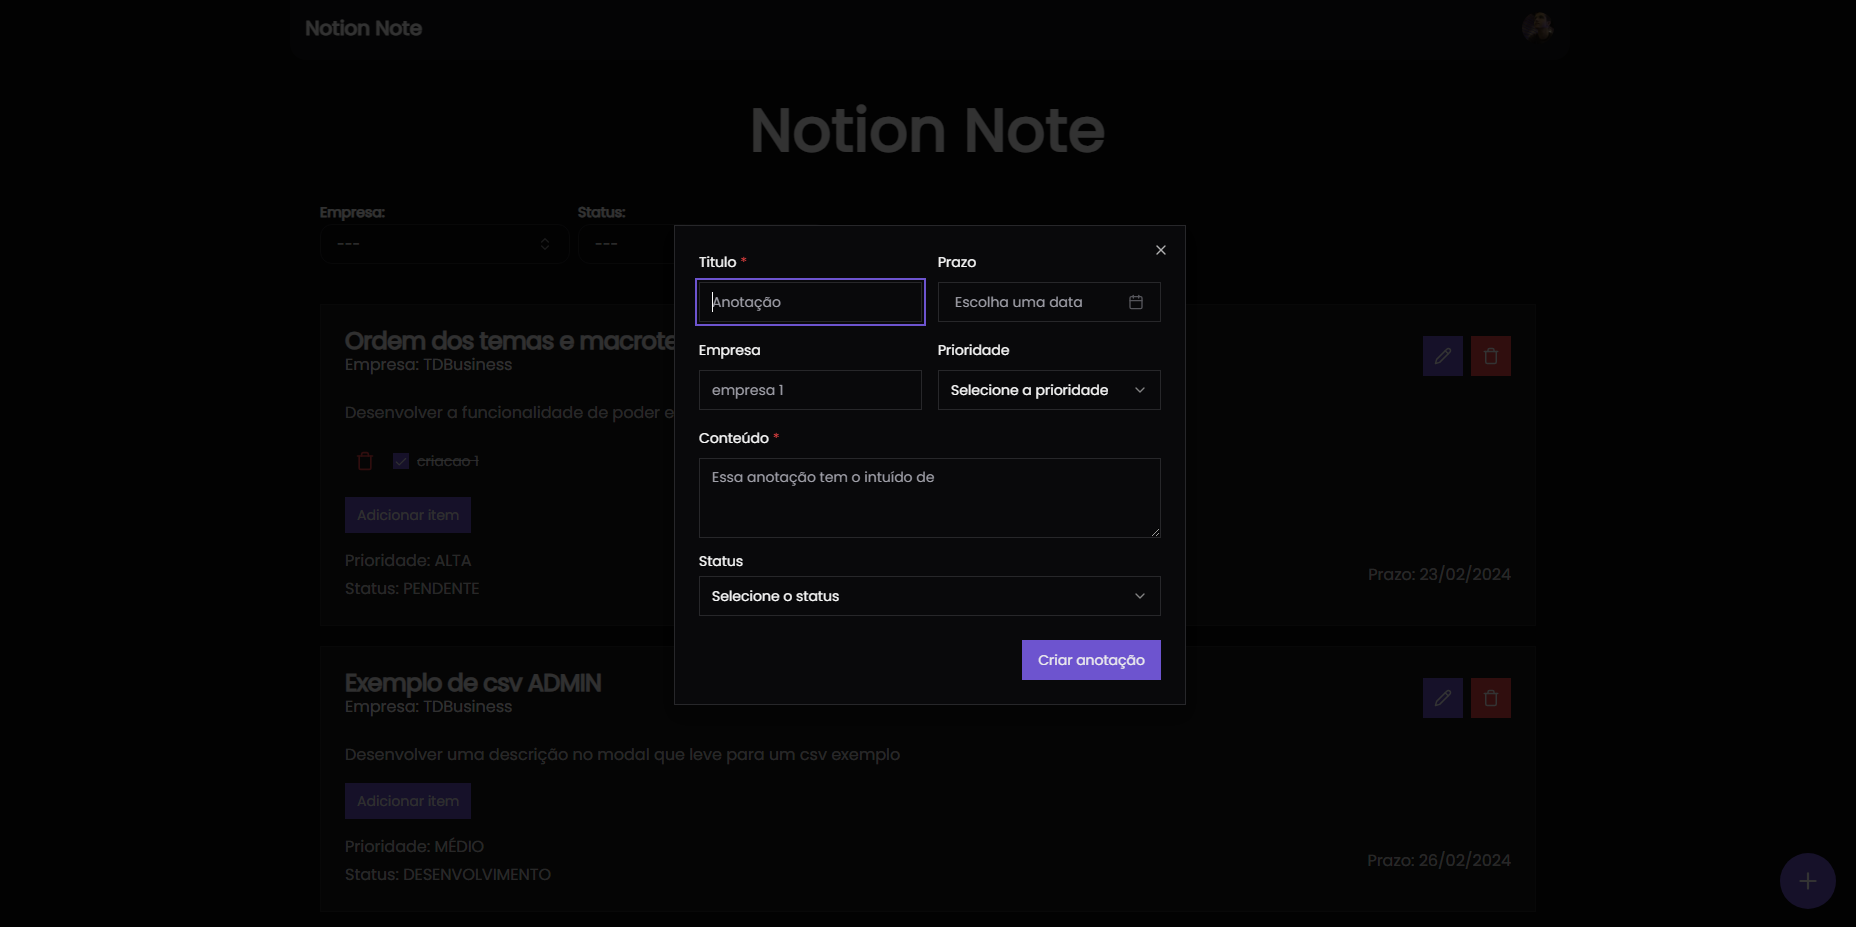 Notion Note
Notion Note
Empresa:
Status:
---
---
Ordem dos temas e macrote
Empresa: TDBusiness
Desenvolver a funcionalidade de poder e
criacao 1
Adicionar item
Prioridade: ALTA
Status: PENDENTE
Prazo: 23/02/2024
Titulo *
Prazo
Anotação
Escolha uma data
Empresa
Prioridade
empresa 1
Selecione a prioridade
Conteúdo *
Essa anotação tem o intuído de
Status
Selecione o status
Criar anotação
Exemplo de csv ADMIN
Empresa: TDBusiness
Desenvolver uma descrição no modal que leve para um csv exemplo
Adicionar item
Prioridade: MÉDIO
Status: DESENVOLVIMENTO
Prazo: 26/02/2024